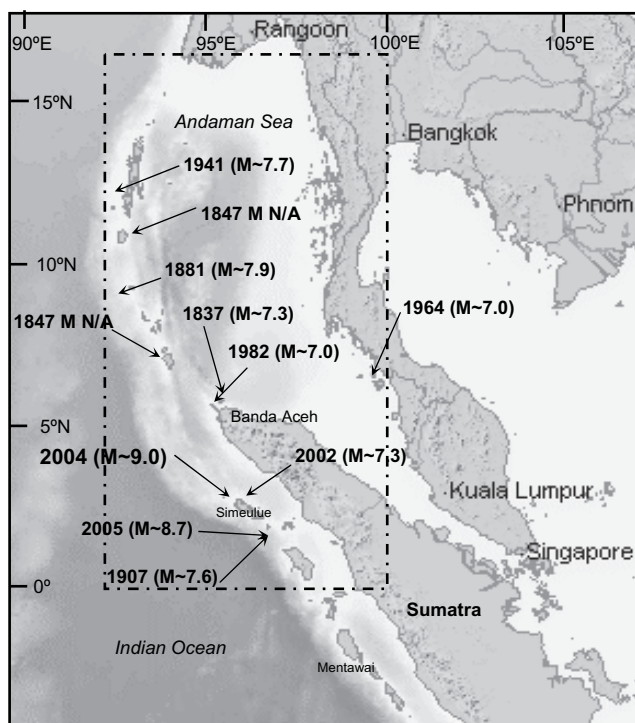 90ºE
Rangoon
95ºE
100ºE
105ºE
15ºN
Andaman Sea
Bangkok
1941 (M~7.7)
Phnom
1847 M N/A
10ºN
1881 (M~7.9)
1837 (M~7.3)
1964 (M~7.0)
1847 M N/A
1982 (M~7.0)
5ºN
Banda Aceh
2004 (M~9.0)
2002 (M~7.3)
Kuala Lumpur
Simeulue
2005 (M~8.7)
Singapore
1907 (M~7.6)
0º
Sumatra
Indian Ocean
Mentawai